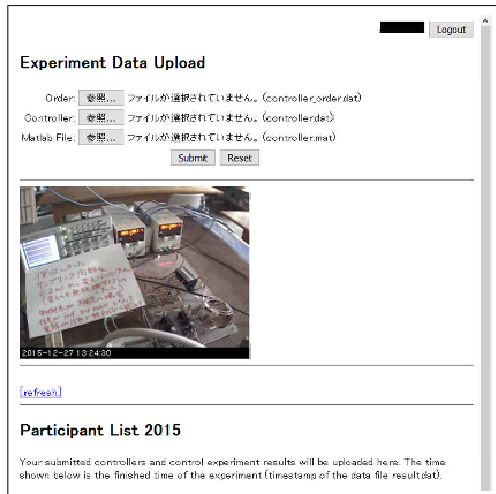 Logout
Experiment Data Upload
Order: 参照... ファイルが選択されていません。 (controller_order.dat)
Controller: 参照... ファイルが選択されていません。 (controller.dat)
Matlab File: 参照... ファイルが選択されていません。 (controller.mat)
Submit Reset
2015-12-27 13:24:30
[refresh]
Participant List 2015
Your submitted controllers and control experiment results will be uploaded here. The time
shown below is the finished time of the experiment (timestamp of the data file result.dat).